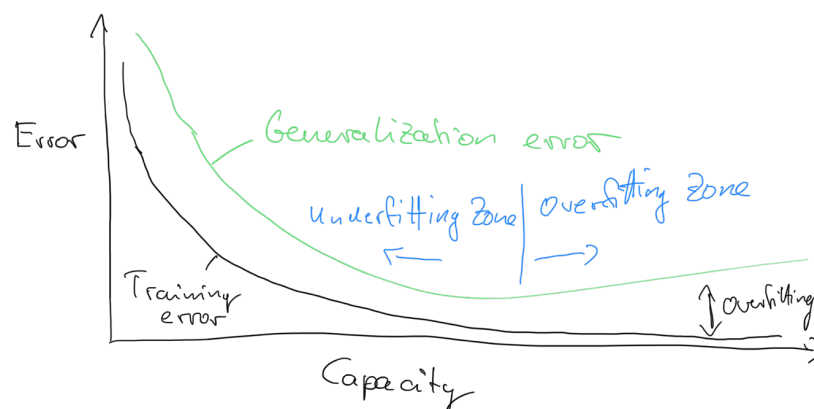 Error
Generalization error
Underfitting Zone
Overfitting Zone
Training
error
Overfitting
Capacity